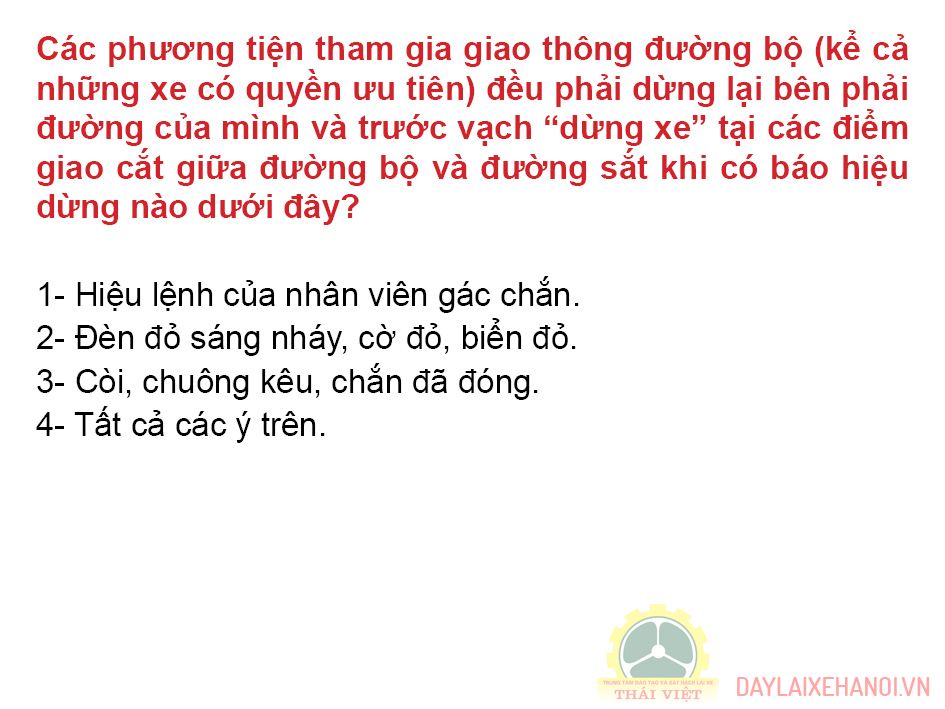 Các phương tiện tham gia giao thông đường bộ (kể cả
những xe có quyền ưu tiên) đều phải dừng lại bên phải
đường của mình và trước vạch “dừng xe” tại các điểm
giao cắt giữa đường bộ và đường sắt khi có báo hiệu
dừng nào dưới đây?
1- Hiệu lệnh của nhân viên gác chắn.
2- Đèn đỏ sáng nháy, cờ đỏ, biển đỏ.
3- Còi, chuông kêu, chắn đã đóng.
4- Tất cả các ý trên.
TRUNG TÂM ĐÀO TẠO VÀ SÁT HẠCH LÁI XE
THÁI VIỆT
DAYLAIXEHANOI.VN